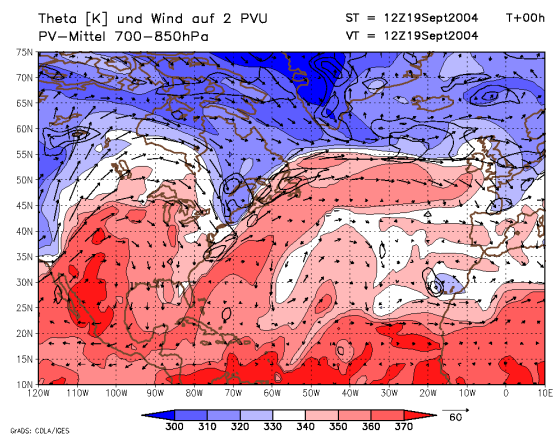 Theta [K] und Wind auf 2 PVU ST = 12Z19Sept2004 T+00h
PV-Mittel 700-850hPa VT = 12Z19Sept2004
75N
70N
65N
60N
55N
50N
45N
40N
35N
30N
25N
20N
15N
10N
120W 110W 100W 90W 80W 70W 60W 50W 40W 30W 20W 10W 0 10E
300 310 320 330 340 350 360 370 60
GrADS: COLA/IGES